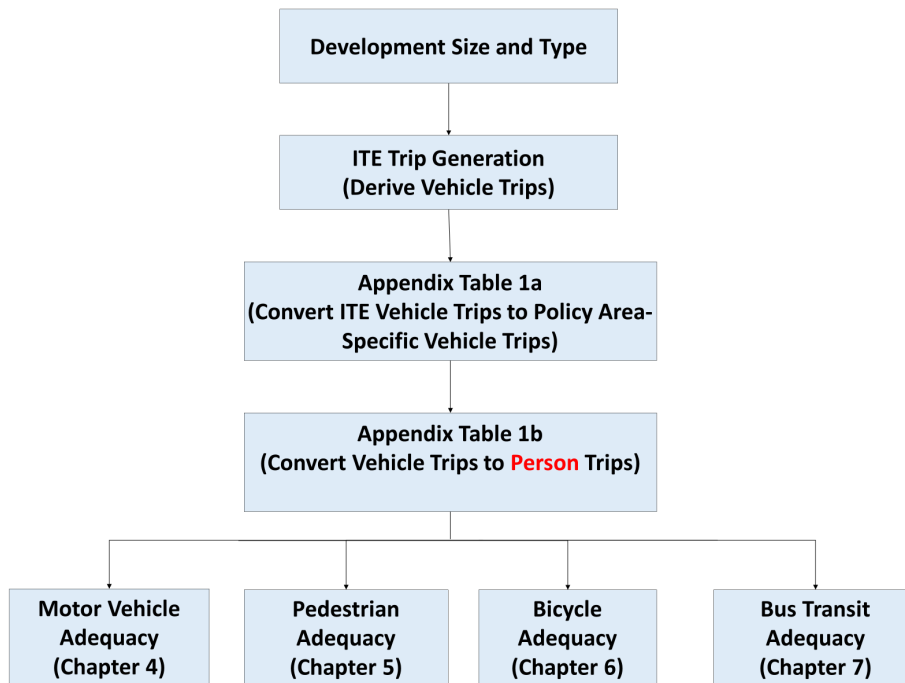 Development Size and Type
ITE Trip Generation
(Derive Vehicle Trips)
Appendix Table 1a
(Convert ITE Vehicle Trips to Policy Area-
Specific Vehicle Trips)
Appendix Table 1b
(Convert Vehicle Trips to Person Trips)
Motor Vehicle
Adequacy
(Chapter 4)
Pedestrian
Adequacy
(Chapter 5)
Bicycle
Adequacy
(Chapter 6)
Bus Transit
Adequacy
(Chapter 7)